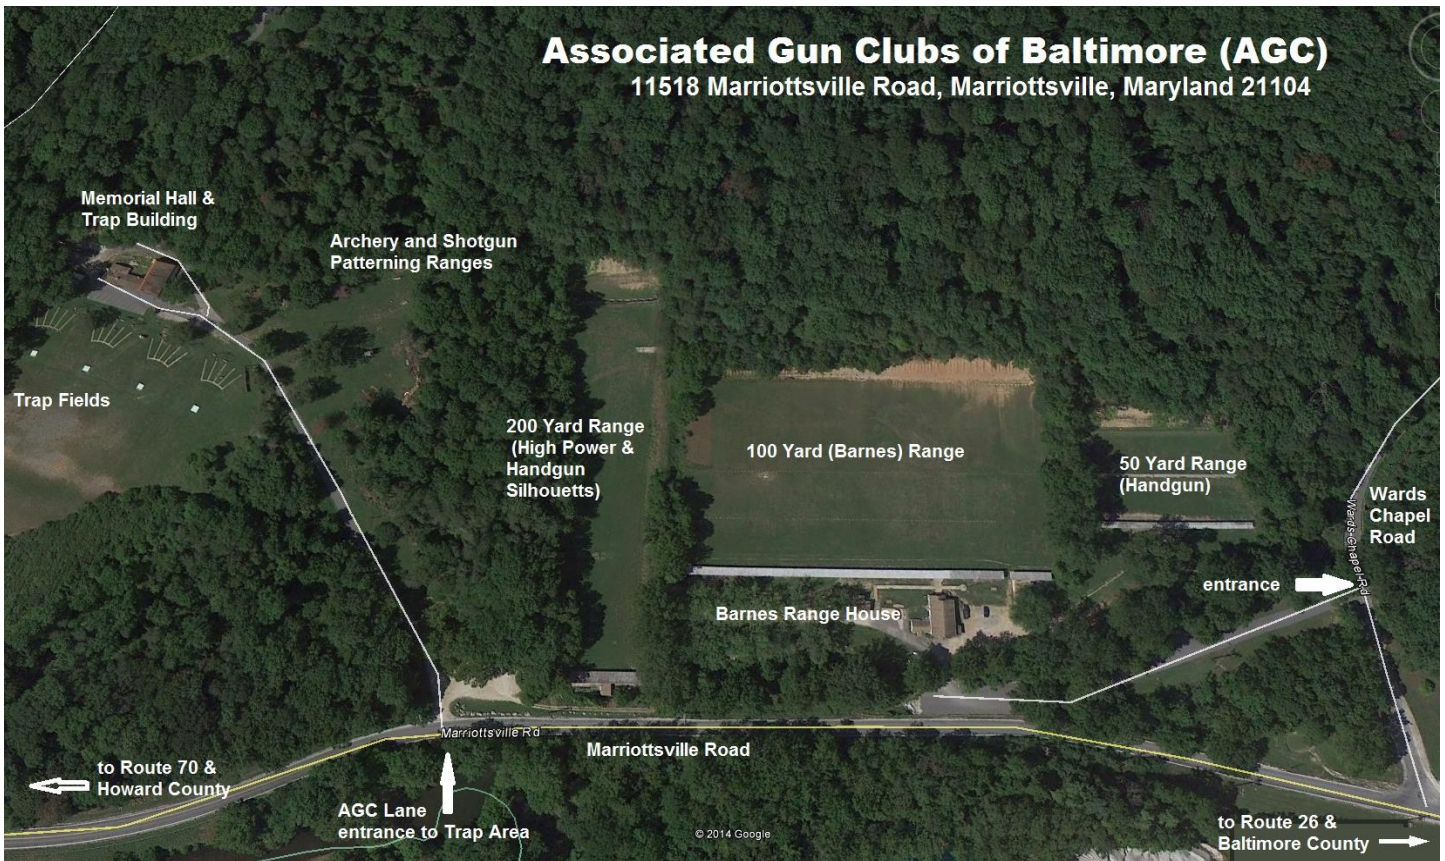 Associated Gun Clubs of Baltimore (AGC)
11518 Marriottsville Road, Marriottsville, Maryland 21104
Memorial Hall &
Trap Building
Archery and Shotgun
Patterning Ranges
Trap Fields
200 Yard Range
(High Power &
Handgun
Silhouetts)
100 Yard (Barnes) Range
50 Yard Range
(Handgun)
Wards
Chapel
Road
Wards Chapel Rd
entrance
Barnes Range House
Marriottsville Rd
Marriottsville Road
to Route 70 &
Howard County
AGC Lane
entrance to Trap Area
© 2014 Google
to Route 26 &
Baltimore County